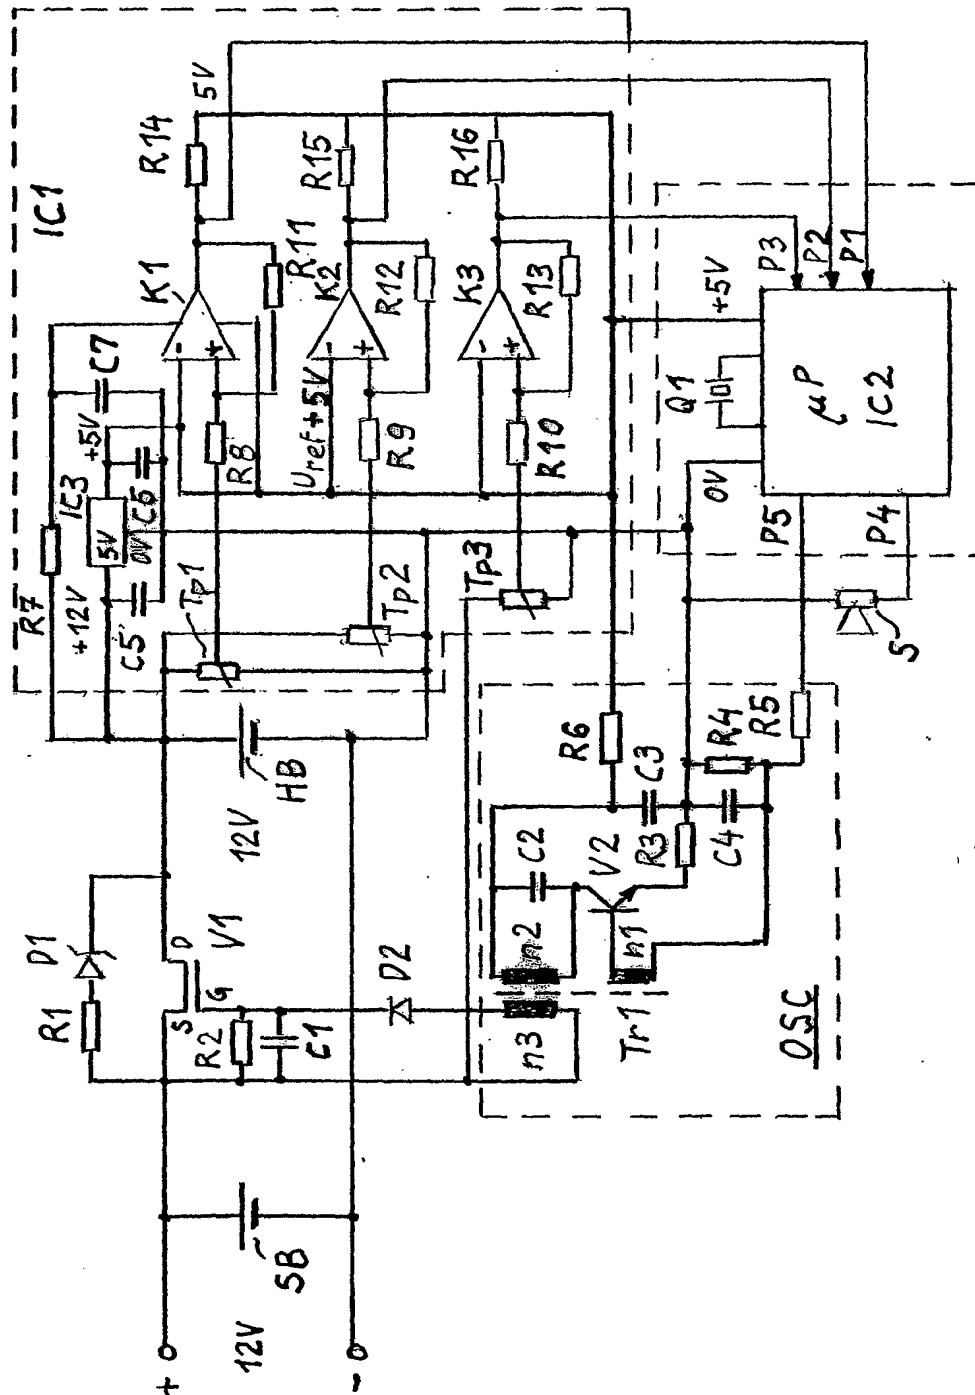 IC1
R14
5V
K1
R11
R15
K2
R12
R16
K3
R13
C7
+5V
IC3
5V
0V
C6
C5
+12V
R7
R8
Uref+5V
R9
R10
Tp1
Tp2
Tp3
-
+
-
+
-
+
P3
P2
P1
+5V
Q1
0V
µP
IC2
P5
P4
S
D1
R1
S
D
G
V1
R2
C1
D2
12V
HB
12V
SB
+
-
R6
C3
C2
V2
R3
C4
R4
R5
n2
n1
n3
Tr1
OSC